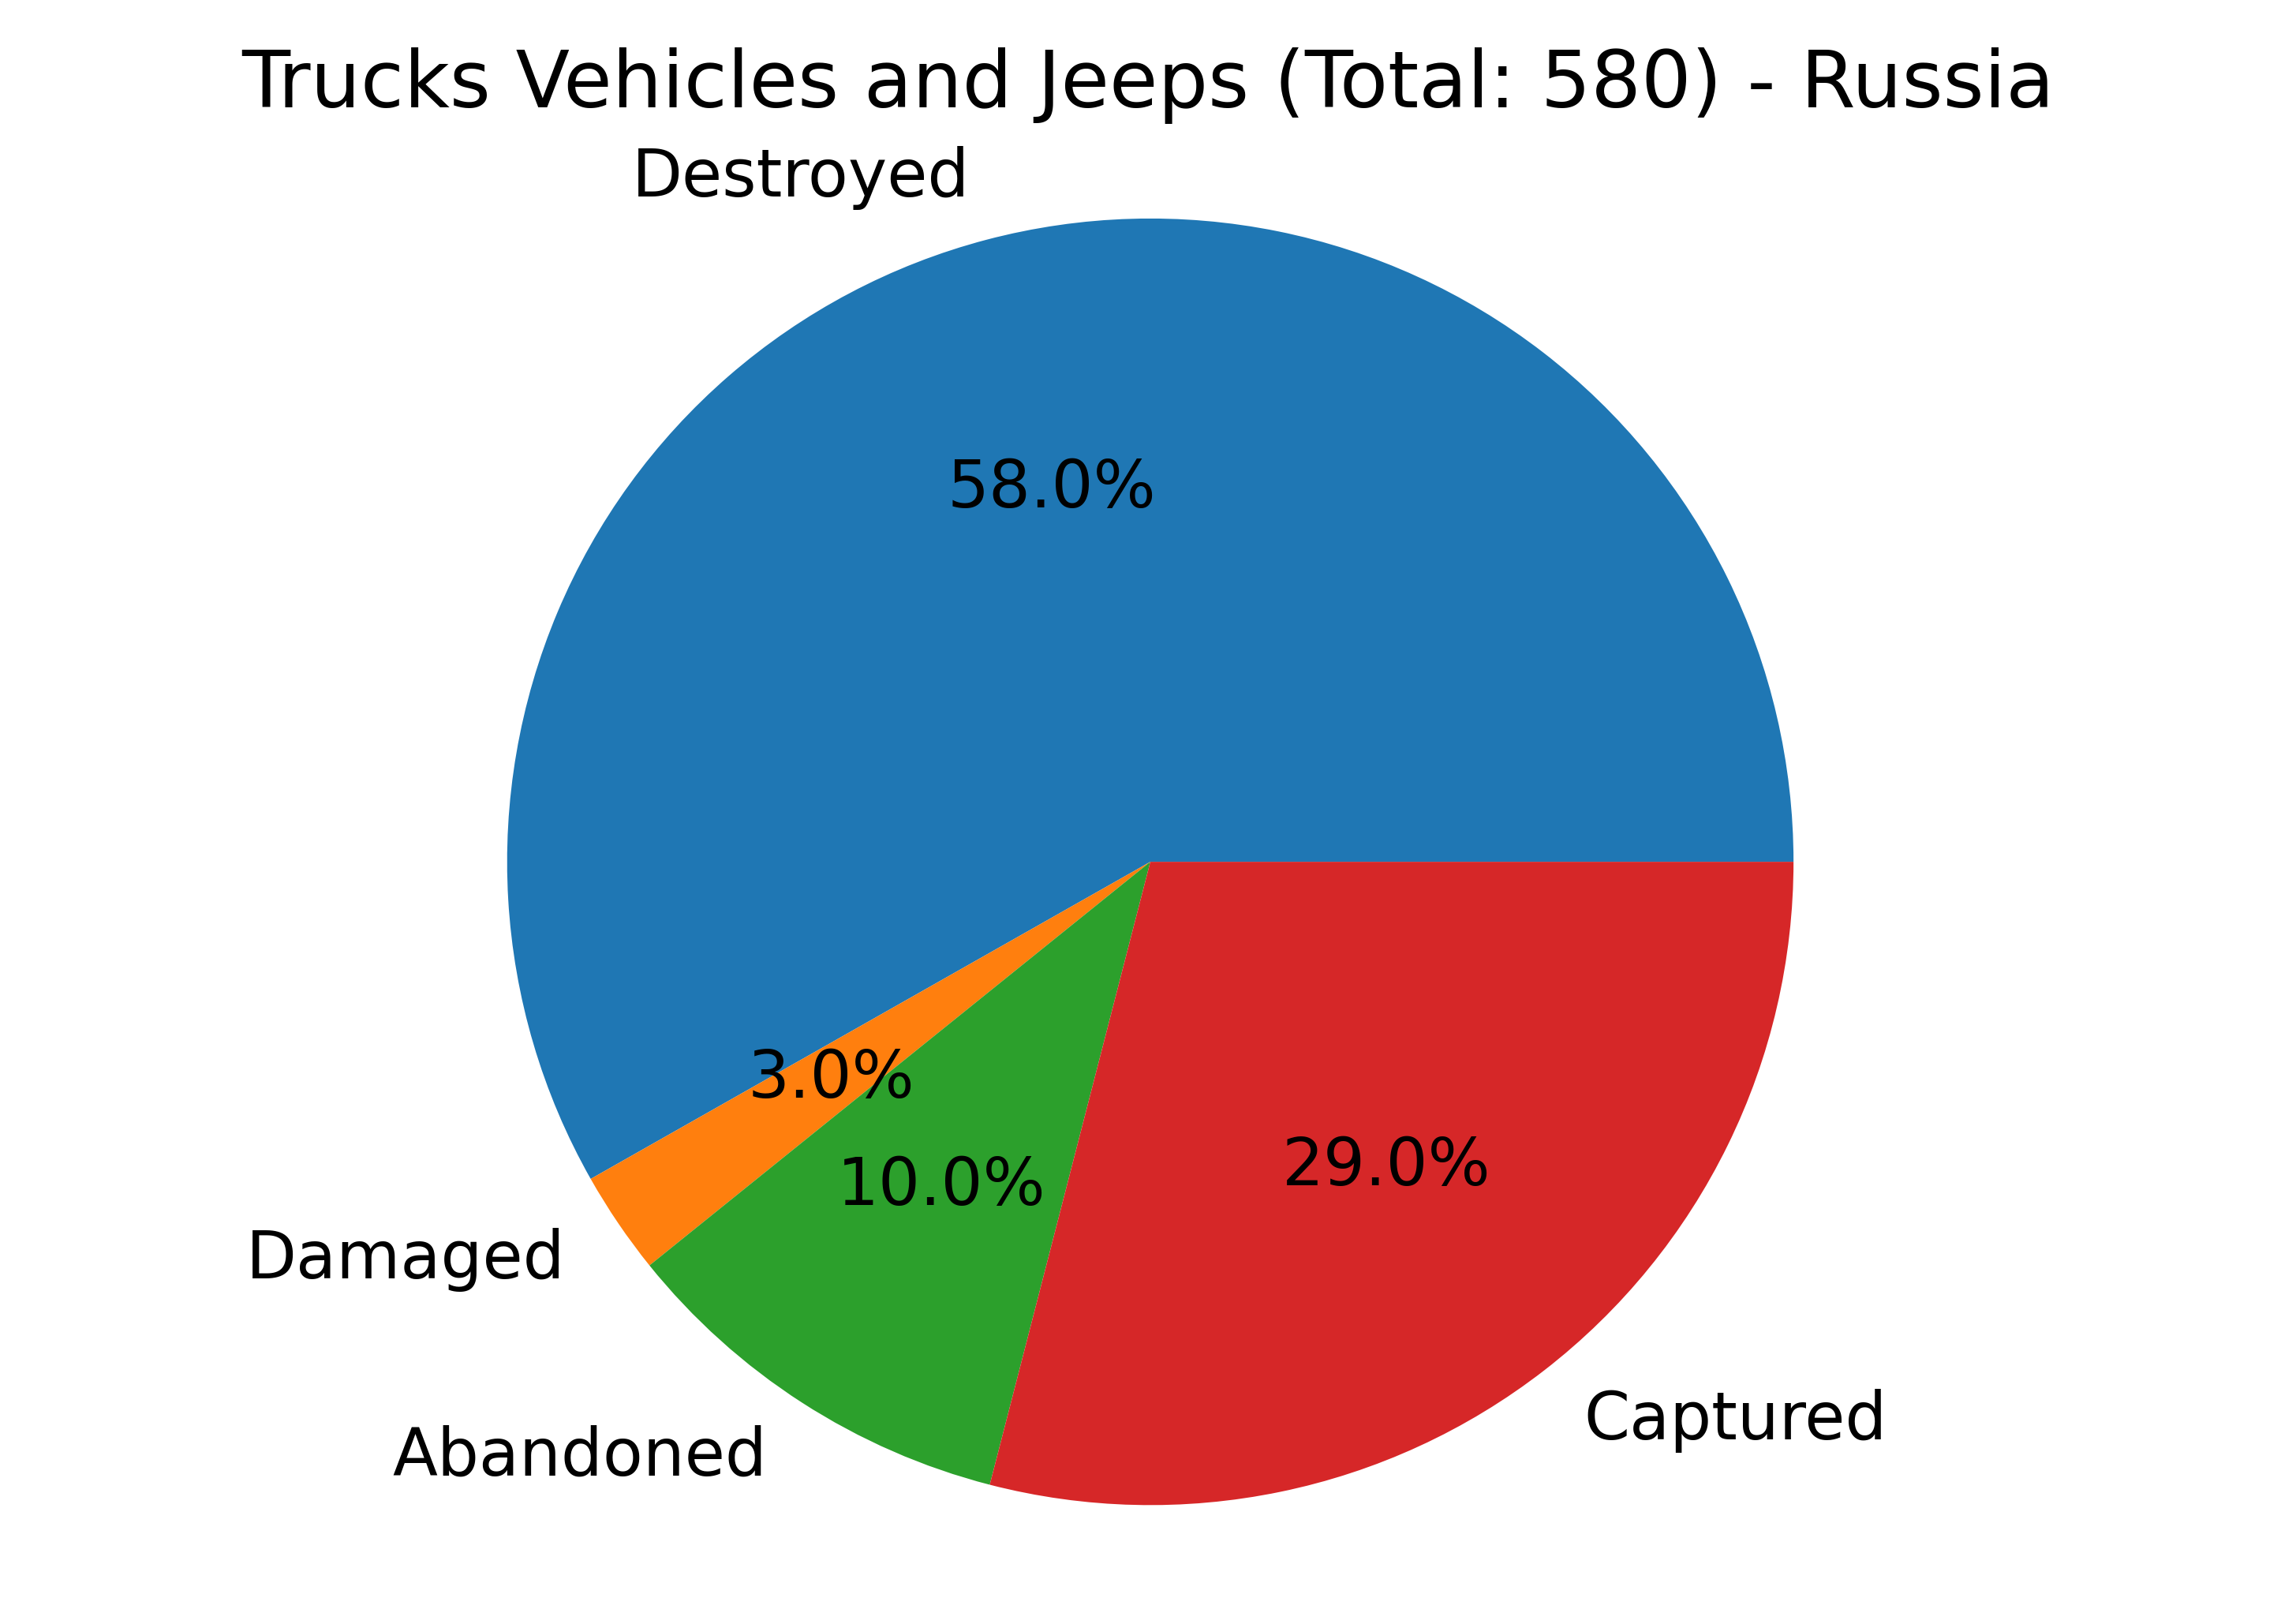 Trucks Vehicles and Jeeps (Total: 580) - Russia
Destroyed
58.0%
3.0%
10.0%
29.0%
Damaged
Captured
Abandoned